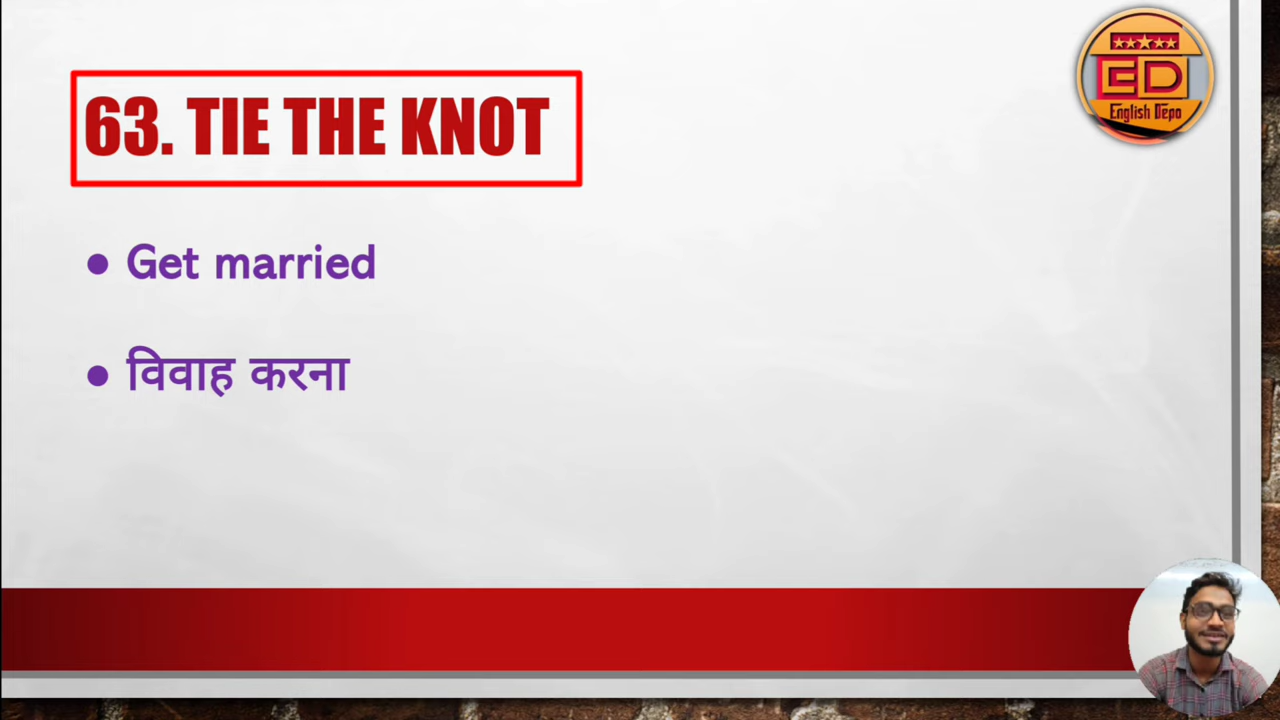 63. TIE THE KNOT
ED
English Depo
• Get married
• विवाह करना